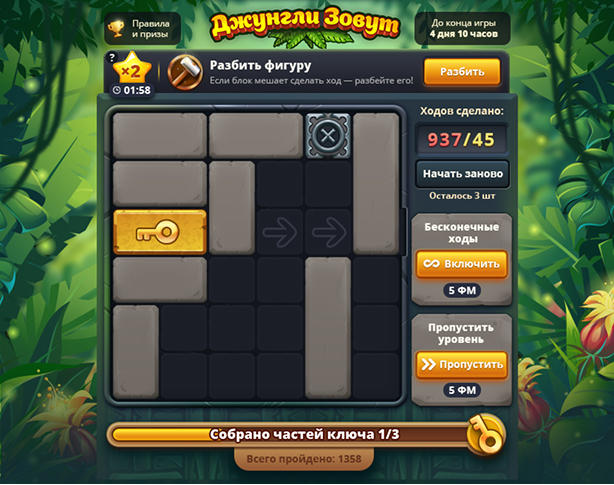 Правила
и призы
Джунгли Зовут
До конца игры
4 дня 10 часов
?
×2
01:58
Разбить фигуру
Если блок мешает сделать ход — разбейте его!
Разбить
Ходов сделано:
937/45
Начать заново
Осталось 3 шт
Бесконечные
ходы
Включить
5 ФМ
Пропустить
уровень
Пропустить
5 ФМ
Собрано частей ключа 1/3
Всего пройдено: 1358